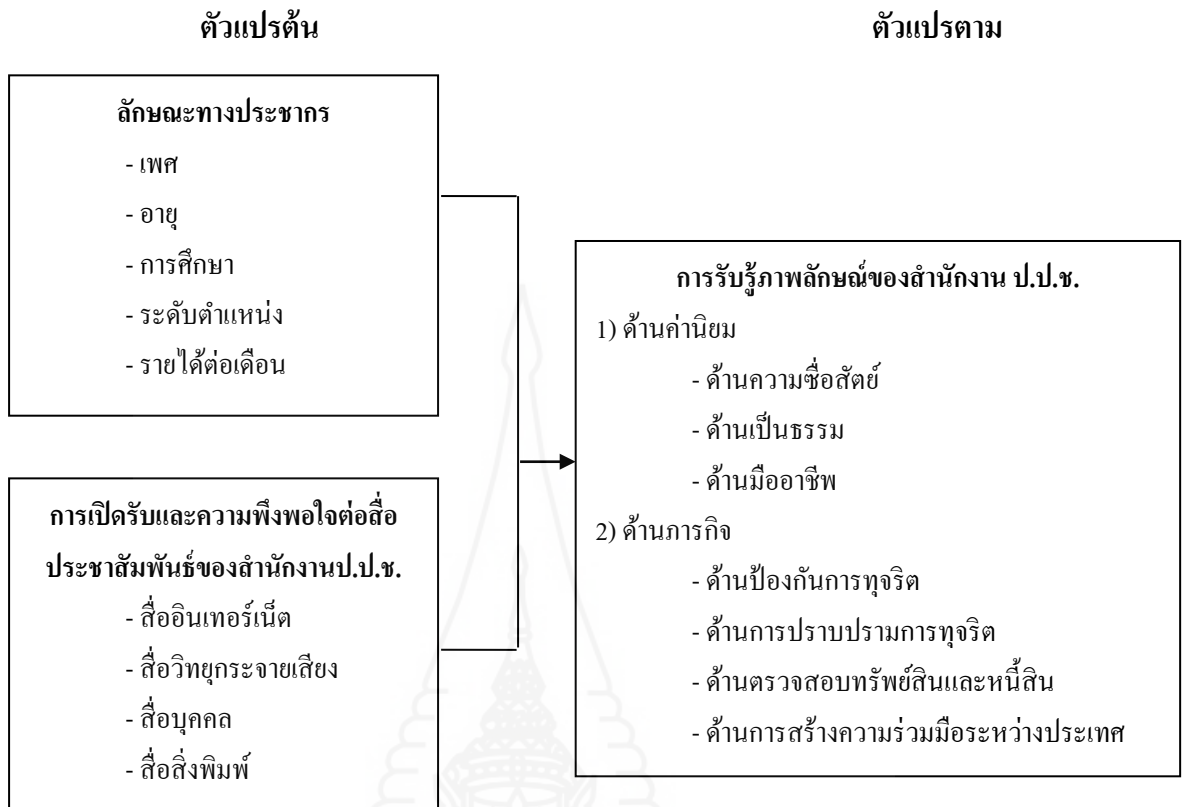 ตัวแปรต้น
ตัวแปรตาม
ลักษณะทางประชากร
- เพศ
- อายุ
- การศึกษา
- ระดับตำแหน่ง
- รายได้ต่อเดือน
การเปิดรับและความพึงพอใจต่อสื่อ
ประชาสัมพันธ์ของสำนักงานป.ป.ช.
- สื่ออินเทอร์เน็ต
- สื่อวิทยุกระจายเสียง
- สื่อบุคคล
- สื่อสิ่งพิมพ์
การรับรู้ภาพลักษณ์ของสำนักงาน ป.ป.ช.
1) ด้านค่านิยม
- ด้านความซื่อสัตย์
- ด้านเป็นธรรม
- ด้านมืออาชีพ
2) ด้านภารกิจ
- ด้านป้องกันการทุจริต
- ด้านการปราบปรามการทุจริต
- ด้านตรวจสอบทรัพย์สินและหนี้สิน
- ด้านการสร้างความร่วมมือระหว่างประเทศ